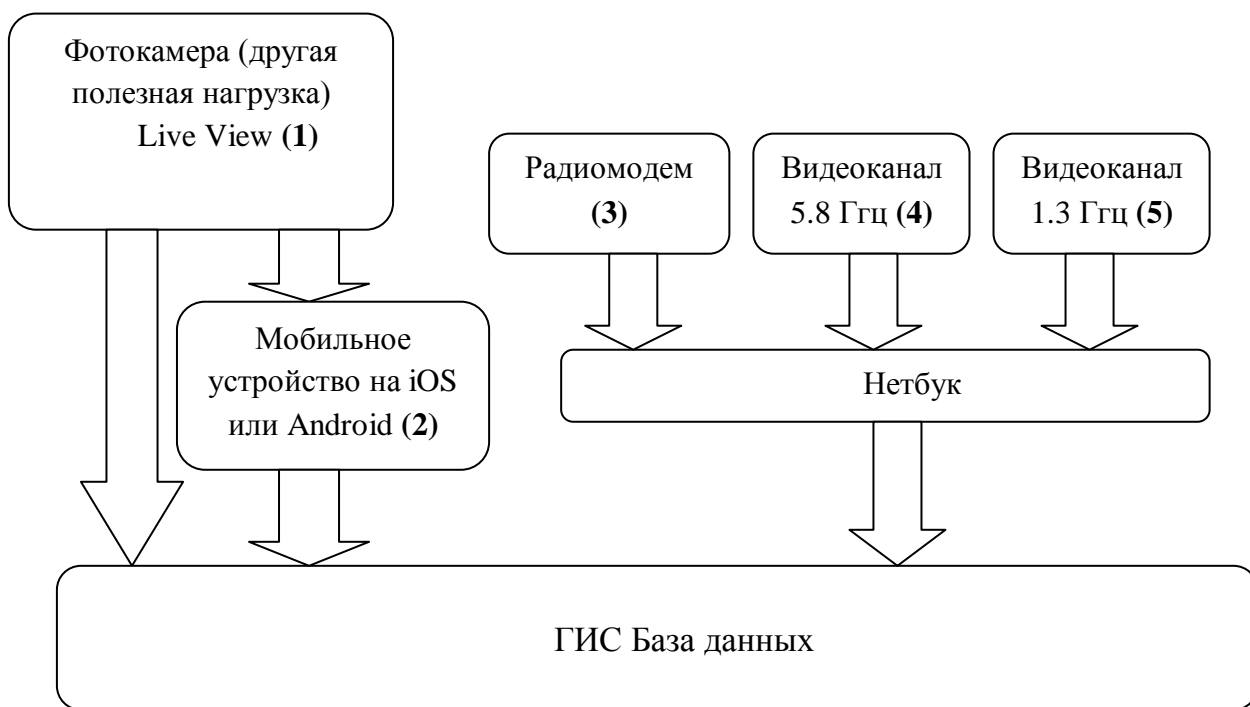 Фотокамера (другая
полезная нагрузка)
Live View (1)
Радиомодем
(3)
Видеоканал
5.8 Ггц (4)
Видеоканал
1.3 Ггц (5)
Мобильное
устройство на iOS
или Android (2)
Нетбук
ГИС База данных